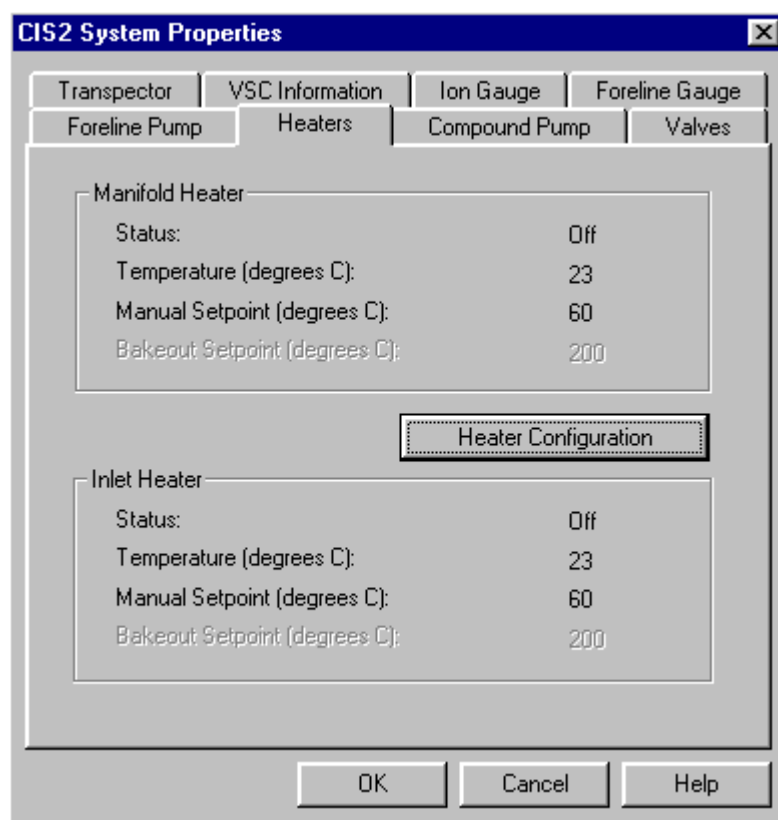 CIS2 System Properties
Transpector VSC Information Ion Gauge Foreline Gauge
Foreline Pump Heaters Compound Pump Valves
Manifold Heater
Status: Off
Temperature (degrees C): 23
Manual Setpoint (degrees C): 60
Bakeout Setpoint (degrees C): 200
Heater Configuration
Inlet Heater
Status: Off
Temperature (degrees C): 23
Manual Setpoint (degrees C): 60
Bakeout Setpoint (degrees C): 200
OK Cancel Help